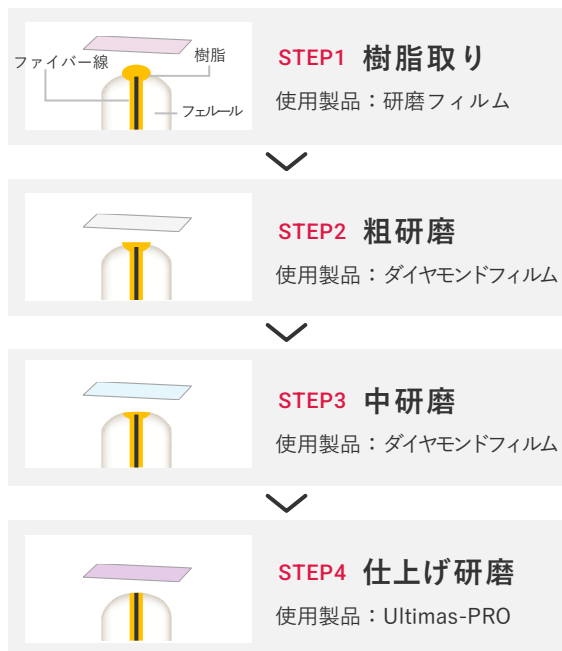 ファイバー線
樹脂
フェルール
STEP1 樹脂取り
使用製品：研磨フィルム
STEP2 粗研磨
使用製品：ダイヤモンドフィルム
STEP3 中研磨
使用製品：ダイヤモンドフィルム
STEP4 仕上げ研磨
使用製品：Ultimas-PRO